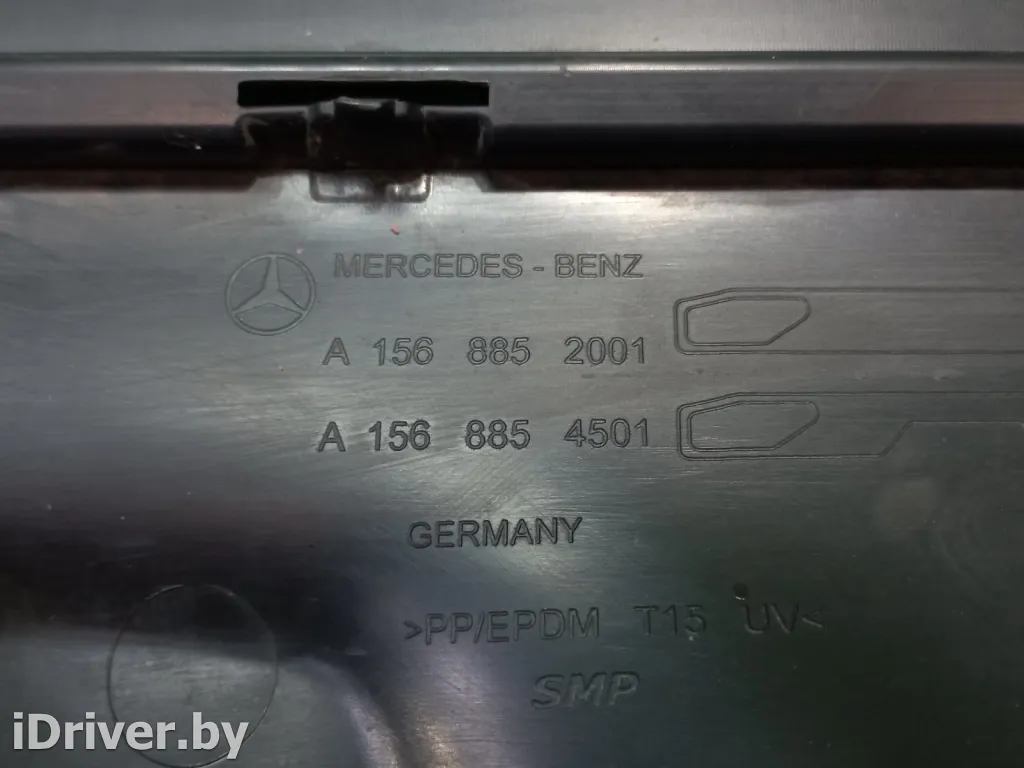 MERCEDES - BENZ
A 156 885 2001
A 156 885 4501
GERMANY
>PP/EPDM T15 UV<
SMP
iDriver.by